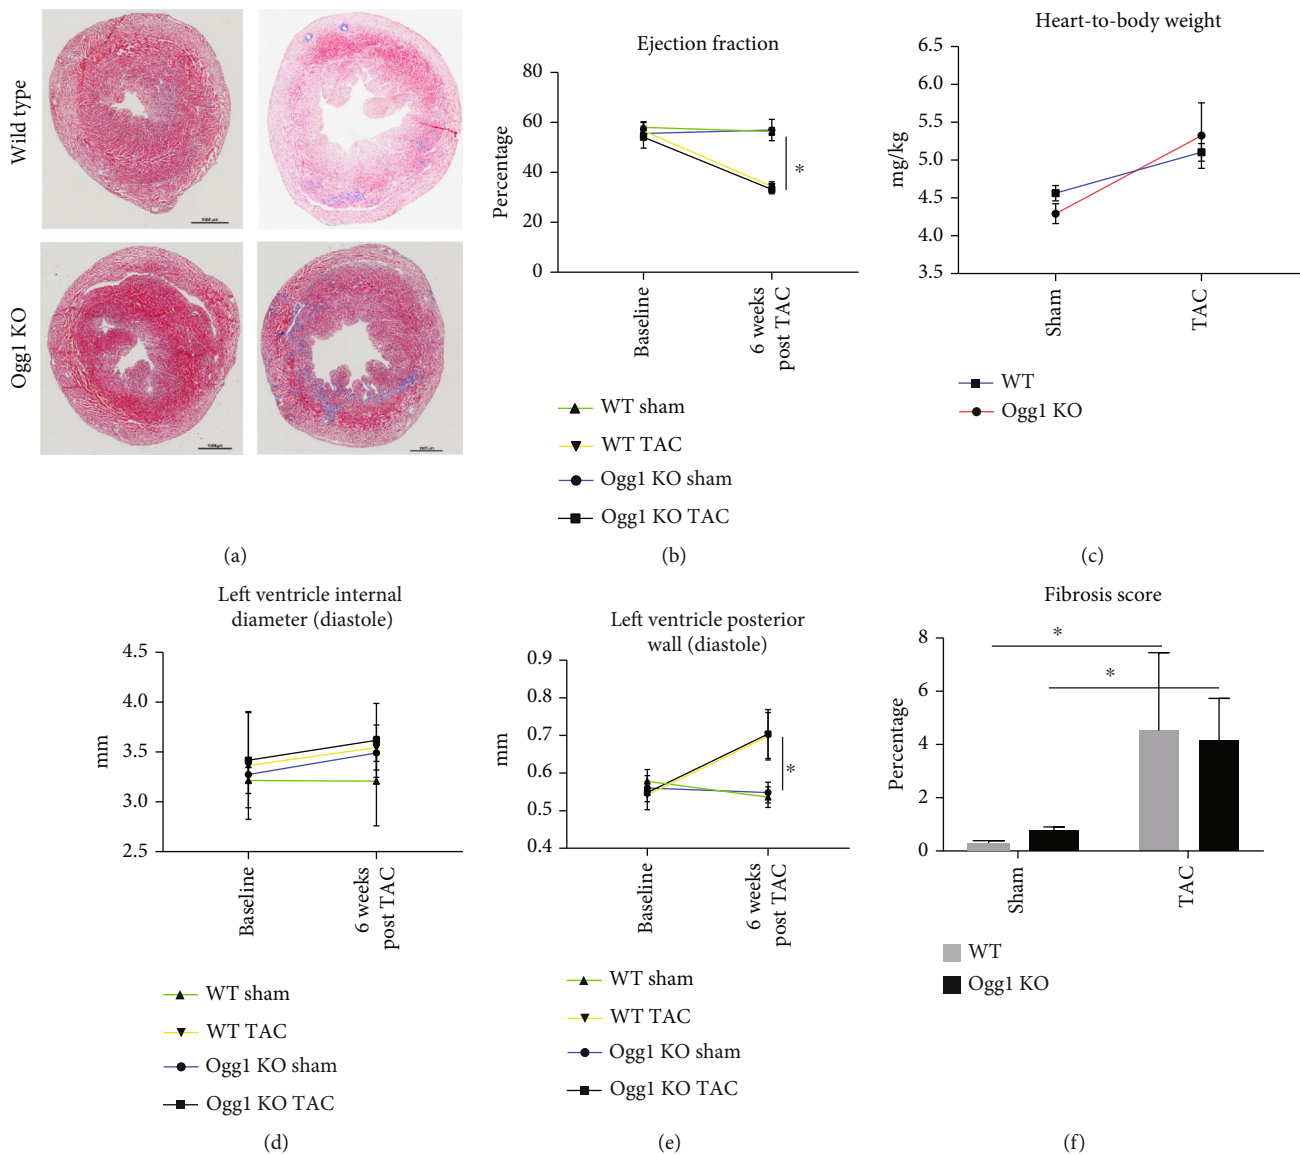 Wild type
Ogg1 KO
(a)
Ejection fraction
Percentage
80
60
40
20
0
*
Baseline
6 weeks
post TAC
WT sham
WT TAC
Ogg1 KO sham
Ogg1 KO TAC
(b)
Heart-to-body weight
mg/kg
6.5
6.0
5.5
5.0
4.5
4.0
3.5
Sham
TAC
WT
Ogg1 KO
(c)
Left ventricle internal
diameter (diastole)
mm
4.5
4.0
3.5
3.0
2.5
Baseline
6 weeks
post TAC
WT sham
WT TAC
Ogg1 KO sham
Ogg1 KO TAC
(d)
Left ventricle posterior
wall (diastole)
mm
0.9
0.8
0.7
0.6
0.5
0.4
*
Baseline
6 weeks
post TAC
WT sham
WT TAC
Ogg1 KO sham
Ogg1 KO TAC
(e)
Fibrosis score
Percentage
8
6
4
2
0
*
*
Sham
TAC
WT
Ogg1 KO
(f)